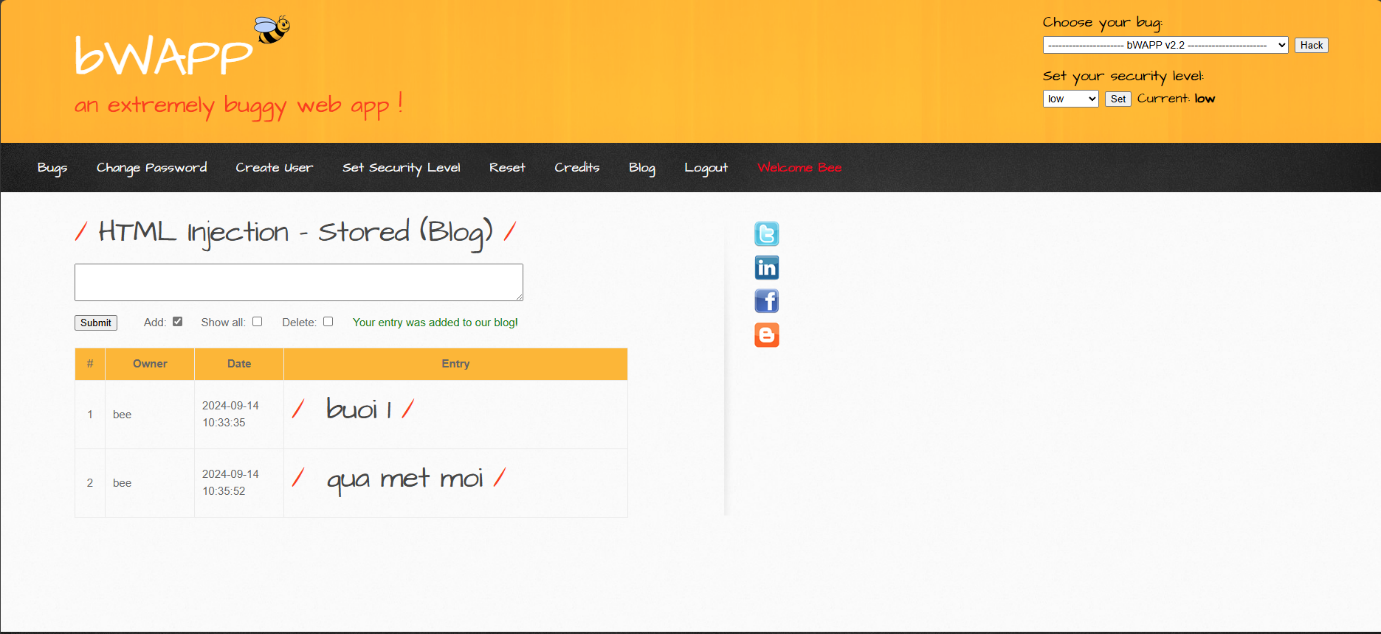 bWAPP
an extremely buggy web app !
Choose your bug:
---------------------- bWAPP v2.2 ----------------------- Hack
Set your security level:
low Set Current: low
Bugs Change Password Create User Set Security Level Reset Credits Blog Logout Welcome Bee
/ HTML Injection - Stored (Blog) /
Submit Add: Show all: Delete: Your entry was added to our blog!
# Owner Date Entry
1 bee 2024-09-14 10:33:35 / buoi 1 /
2 bee 2024-09-14 10:35:52 / qua met moi /